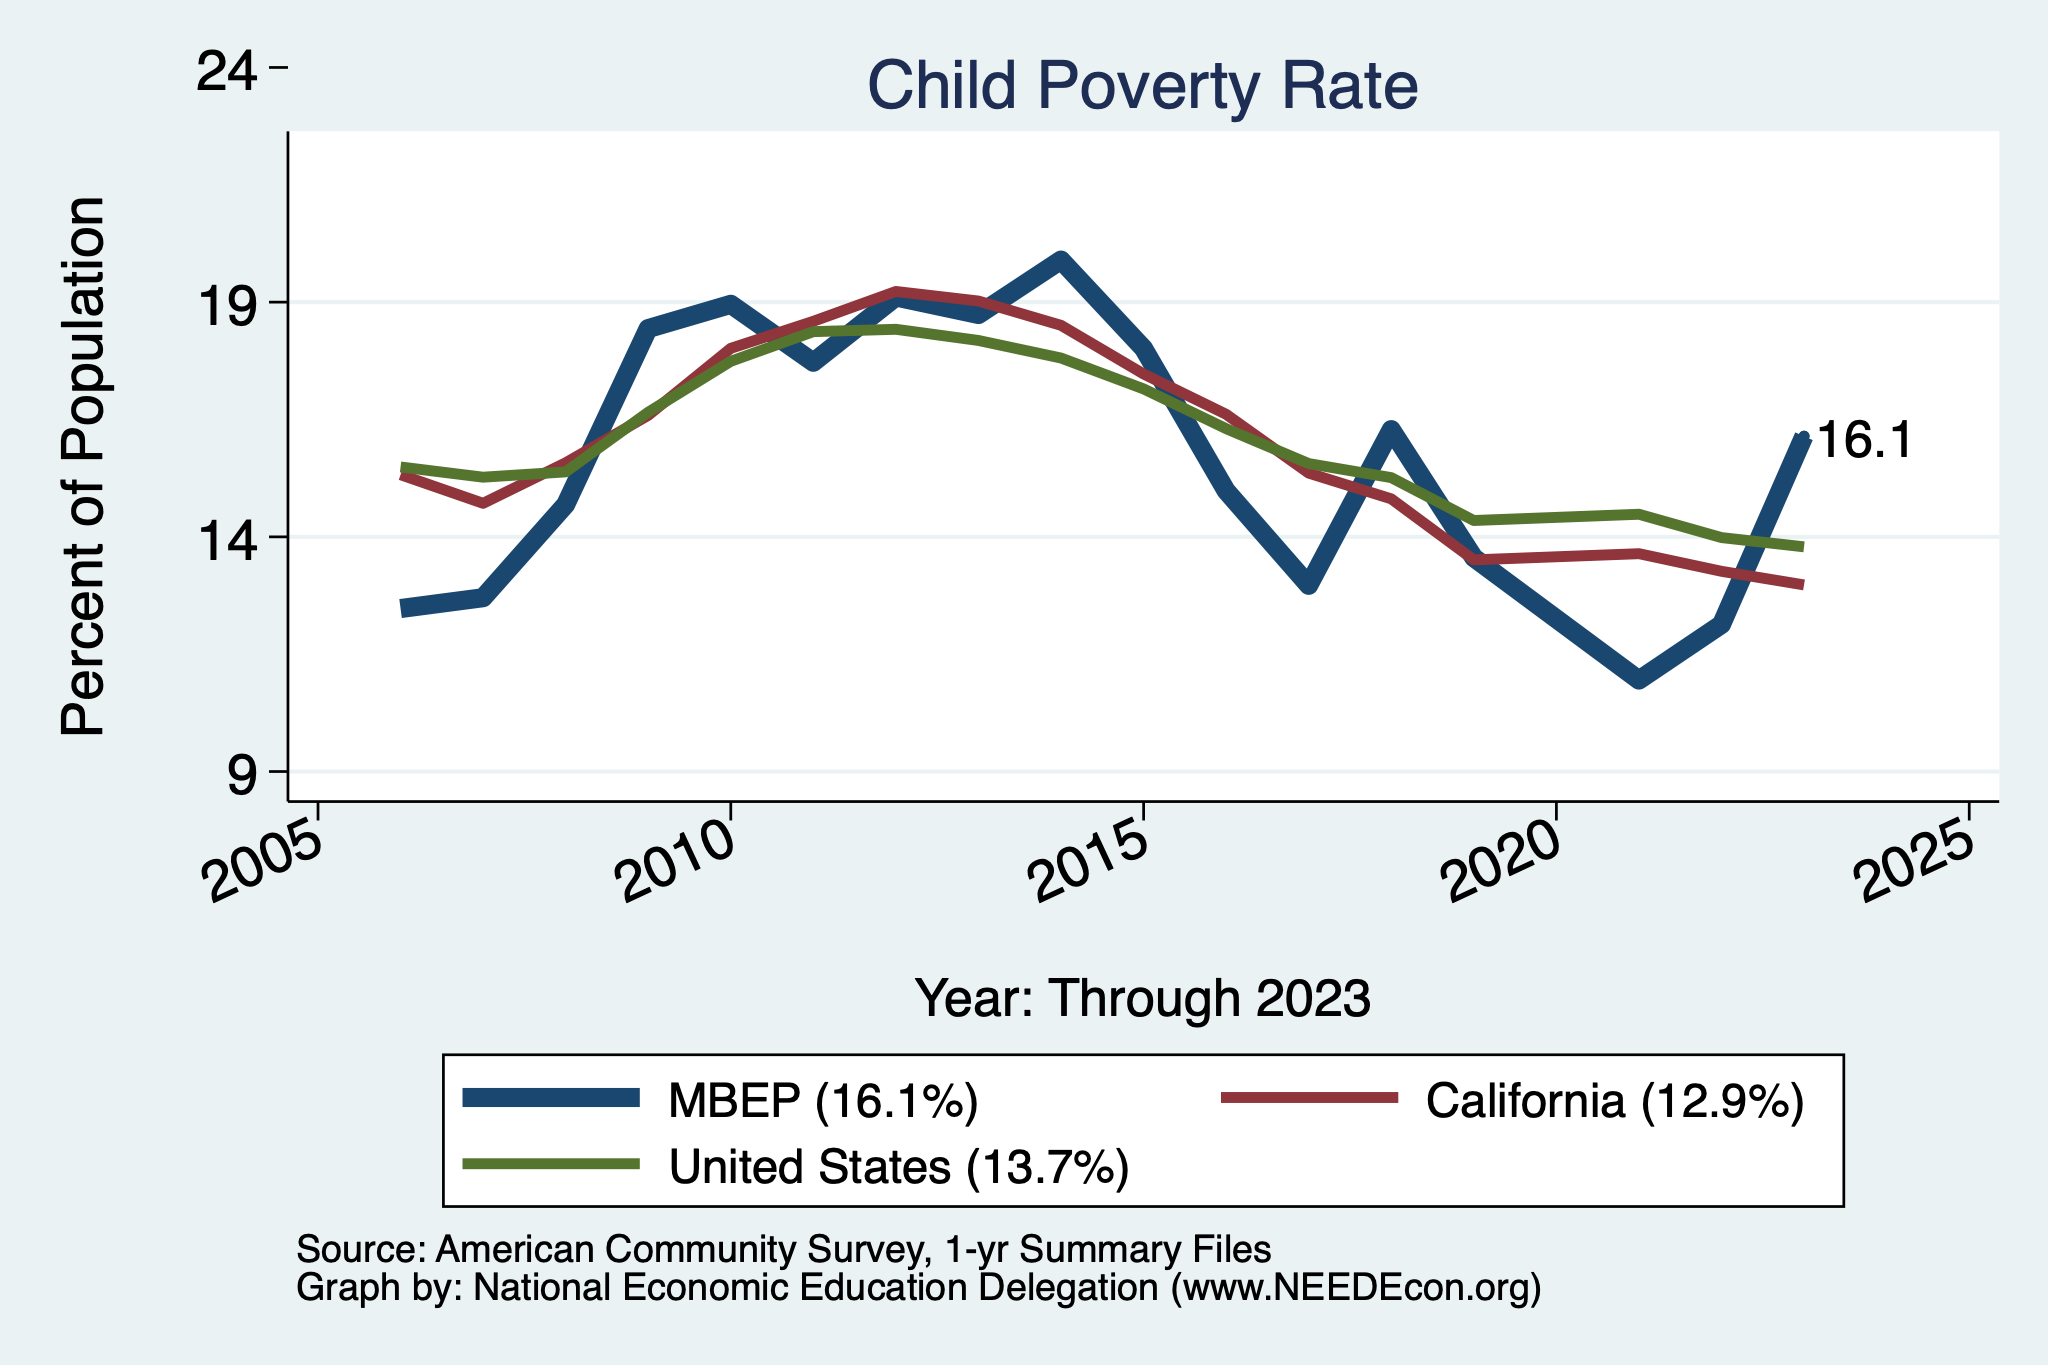 Child Poverty Rate
24
19
14
9
Percent of Population
16.1
2005 2010 2015 2020 2025
Year: Through 2023
MBEP (16.1%) California (12.9%)
United States (13.7%)
Source: American Community Survey, 1-yr Summary Files
Graph by: National Economic Education Delegation (www.NEEDEcon.org)